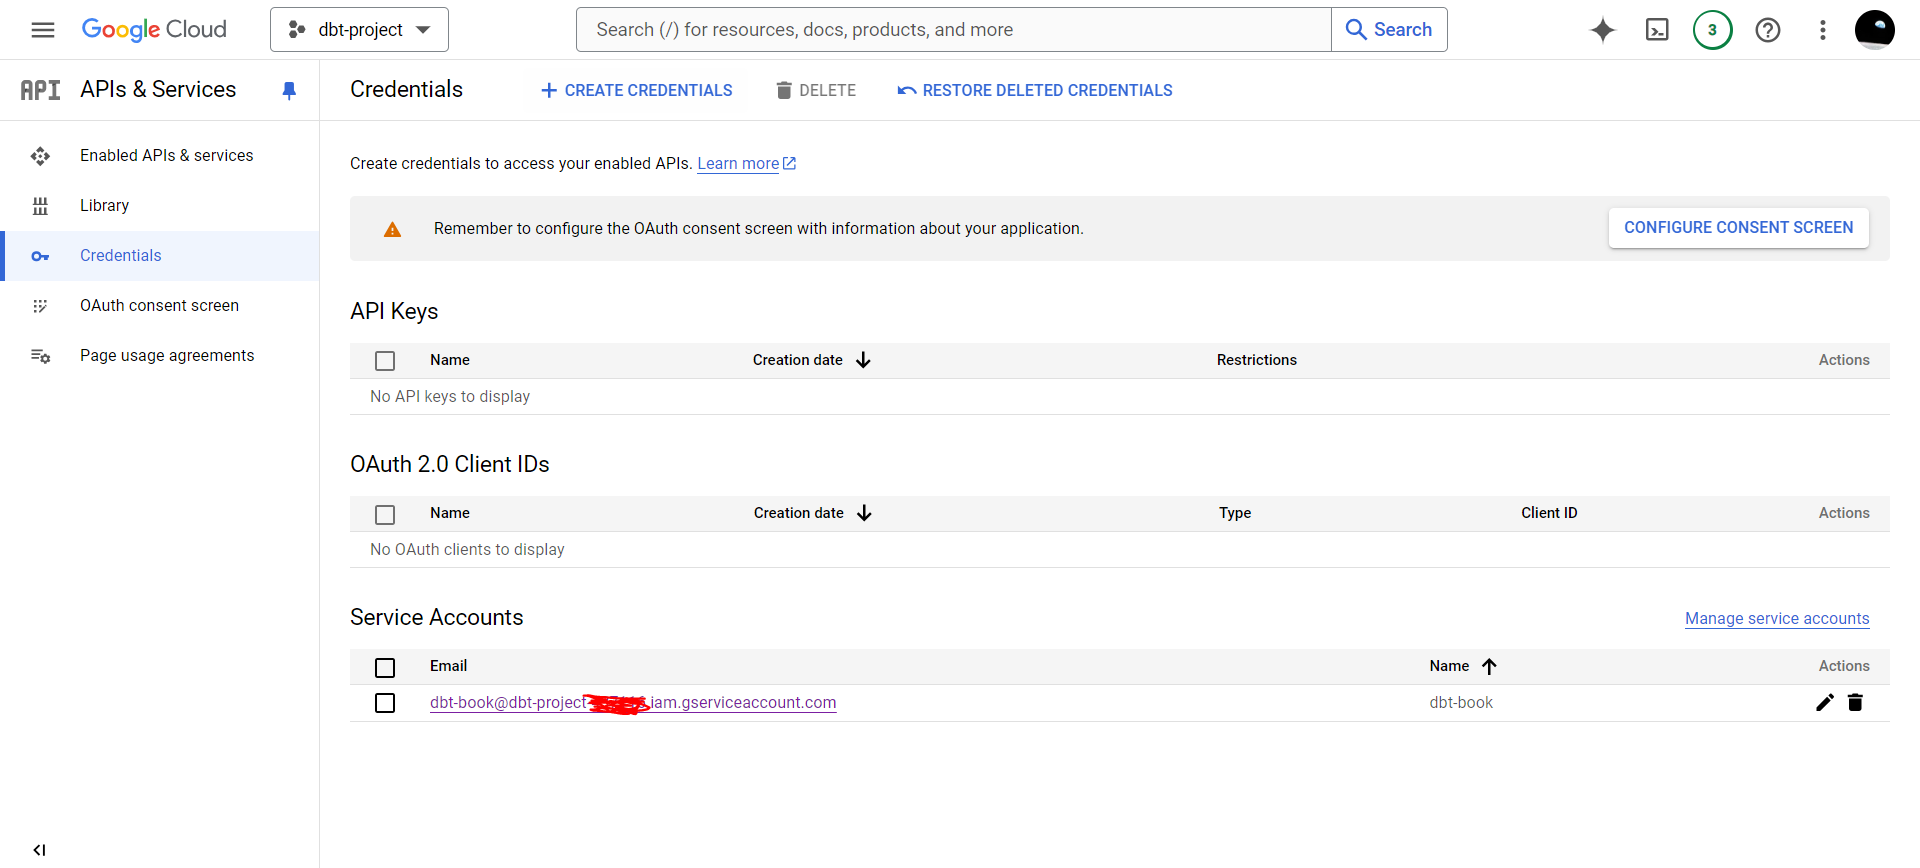 Google Cloud
dbt-project
Search (/) for resources, docs, products, and more
Search
3
API
APIs & Services
Credentials
CREATE CREDENTIALS
DELETE
RESTORE DELETED CREDENTIALS
Enabled APIs & services
Library
Credentials
OAuth consent screen
Page usage agreements
Create credentials to access your enabled APIs. Learn more
Remember to configure the OAuth consent screen with information about your application.
CONFIGURE CONSENT SCREEN
API Keys
Name Creation date Restrictions Actions
No API keys to display
OAuth 2.0 Client IDs
Name Creation date Type Client ID Actions
No OAuth clients to display
Service Accounts
Manage service accounts
Email Name Actions
dbt-book@dbt-project- iam.gserviceaccount.com dbt-book